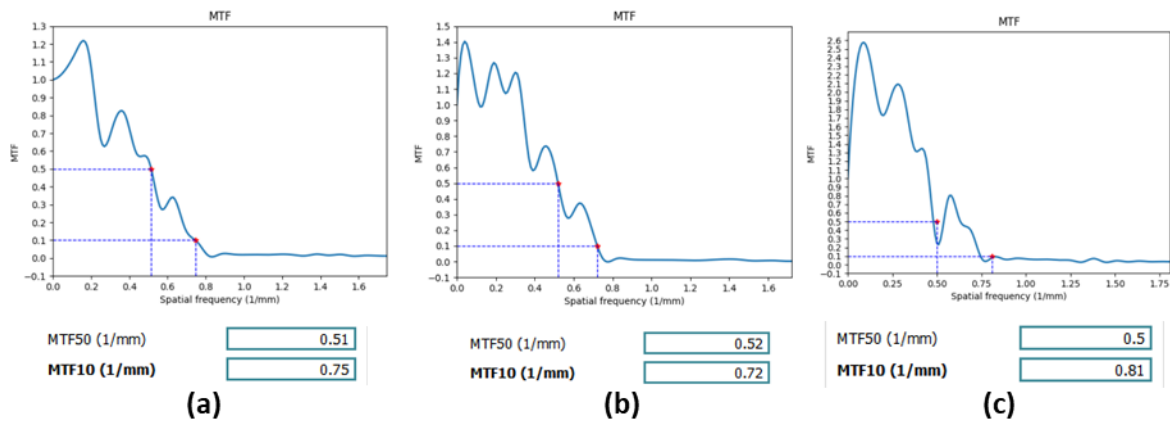 MTF
1.3
1.2
1.1
1.0
0.9
0.8
0.7
0.6
0.5
0.4
0.3
0.2
0.1
0.0
−0.1
MTF
0.0 0.2 0.4 0.6 0.8 1.0 1.2 1.4 1.6
Spatial frequency (1/mm)
MTF50 (1/mm) 0.51
MTF10 (1/mm) 0.75
(a)
MTF
1.5
1.4
1.3
1.2
1.1
1.0
0.9
0.8
0.7
0.6
0.5
0.4
0.3
0.2
0.1
0.0
−0.1
MTF
0.0 0.2 0.4 0.6 0.8 1.0 1.2 1.4 1.6
Spatial frequency (1/mm)
MTF50 (1/mm) 0.52
MTF10 (1/mm) 0.72
(b)
MTF
2.6
2.5
2.4
2.3
2.2
2.1
2.0
1.9
1.8
1.7
1.6
1.5
1.4
1.3
1.2
1.1
1.0
0.9
0.8
0.7
0.6
0.5
0.4
0.3
0.2
0.1
0.0
−0.1
MTF
0.00 0.25 0.50 0.75 1.00 1.25 1.50 1.75
Spatial frequency (1/mm)
MTF50 (1/mm) 0.5
MTF10 (1/mm) 0.81
(c)